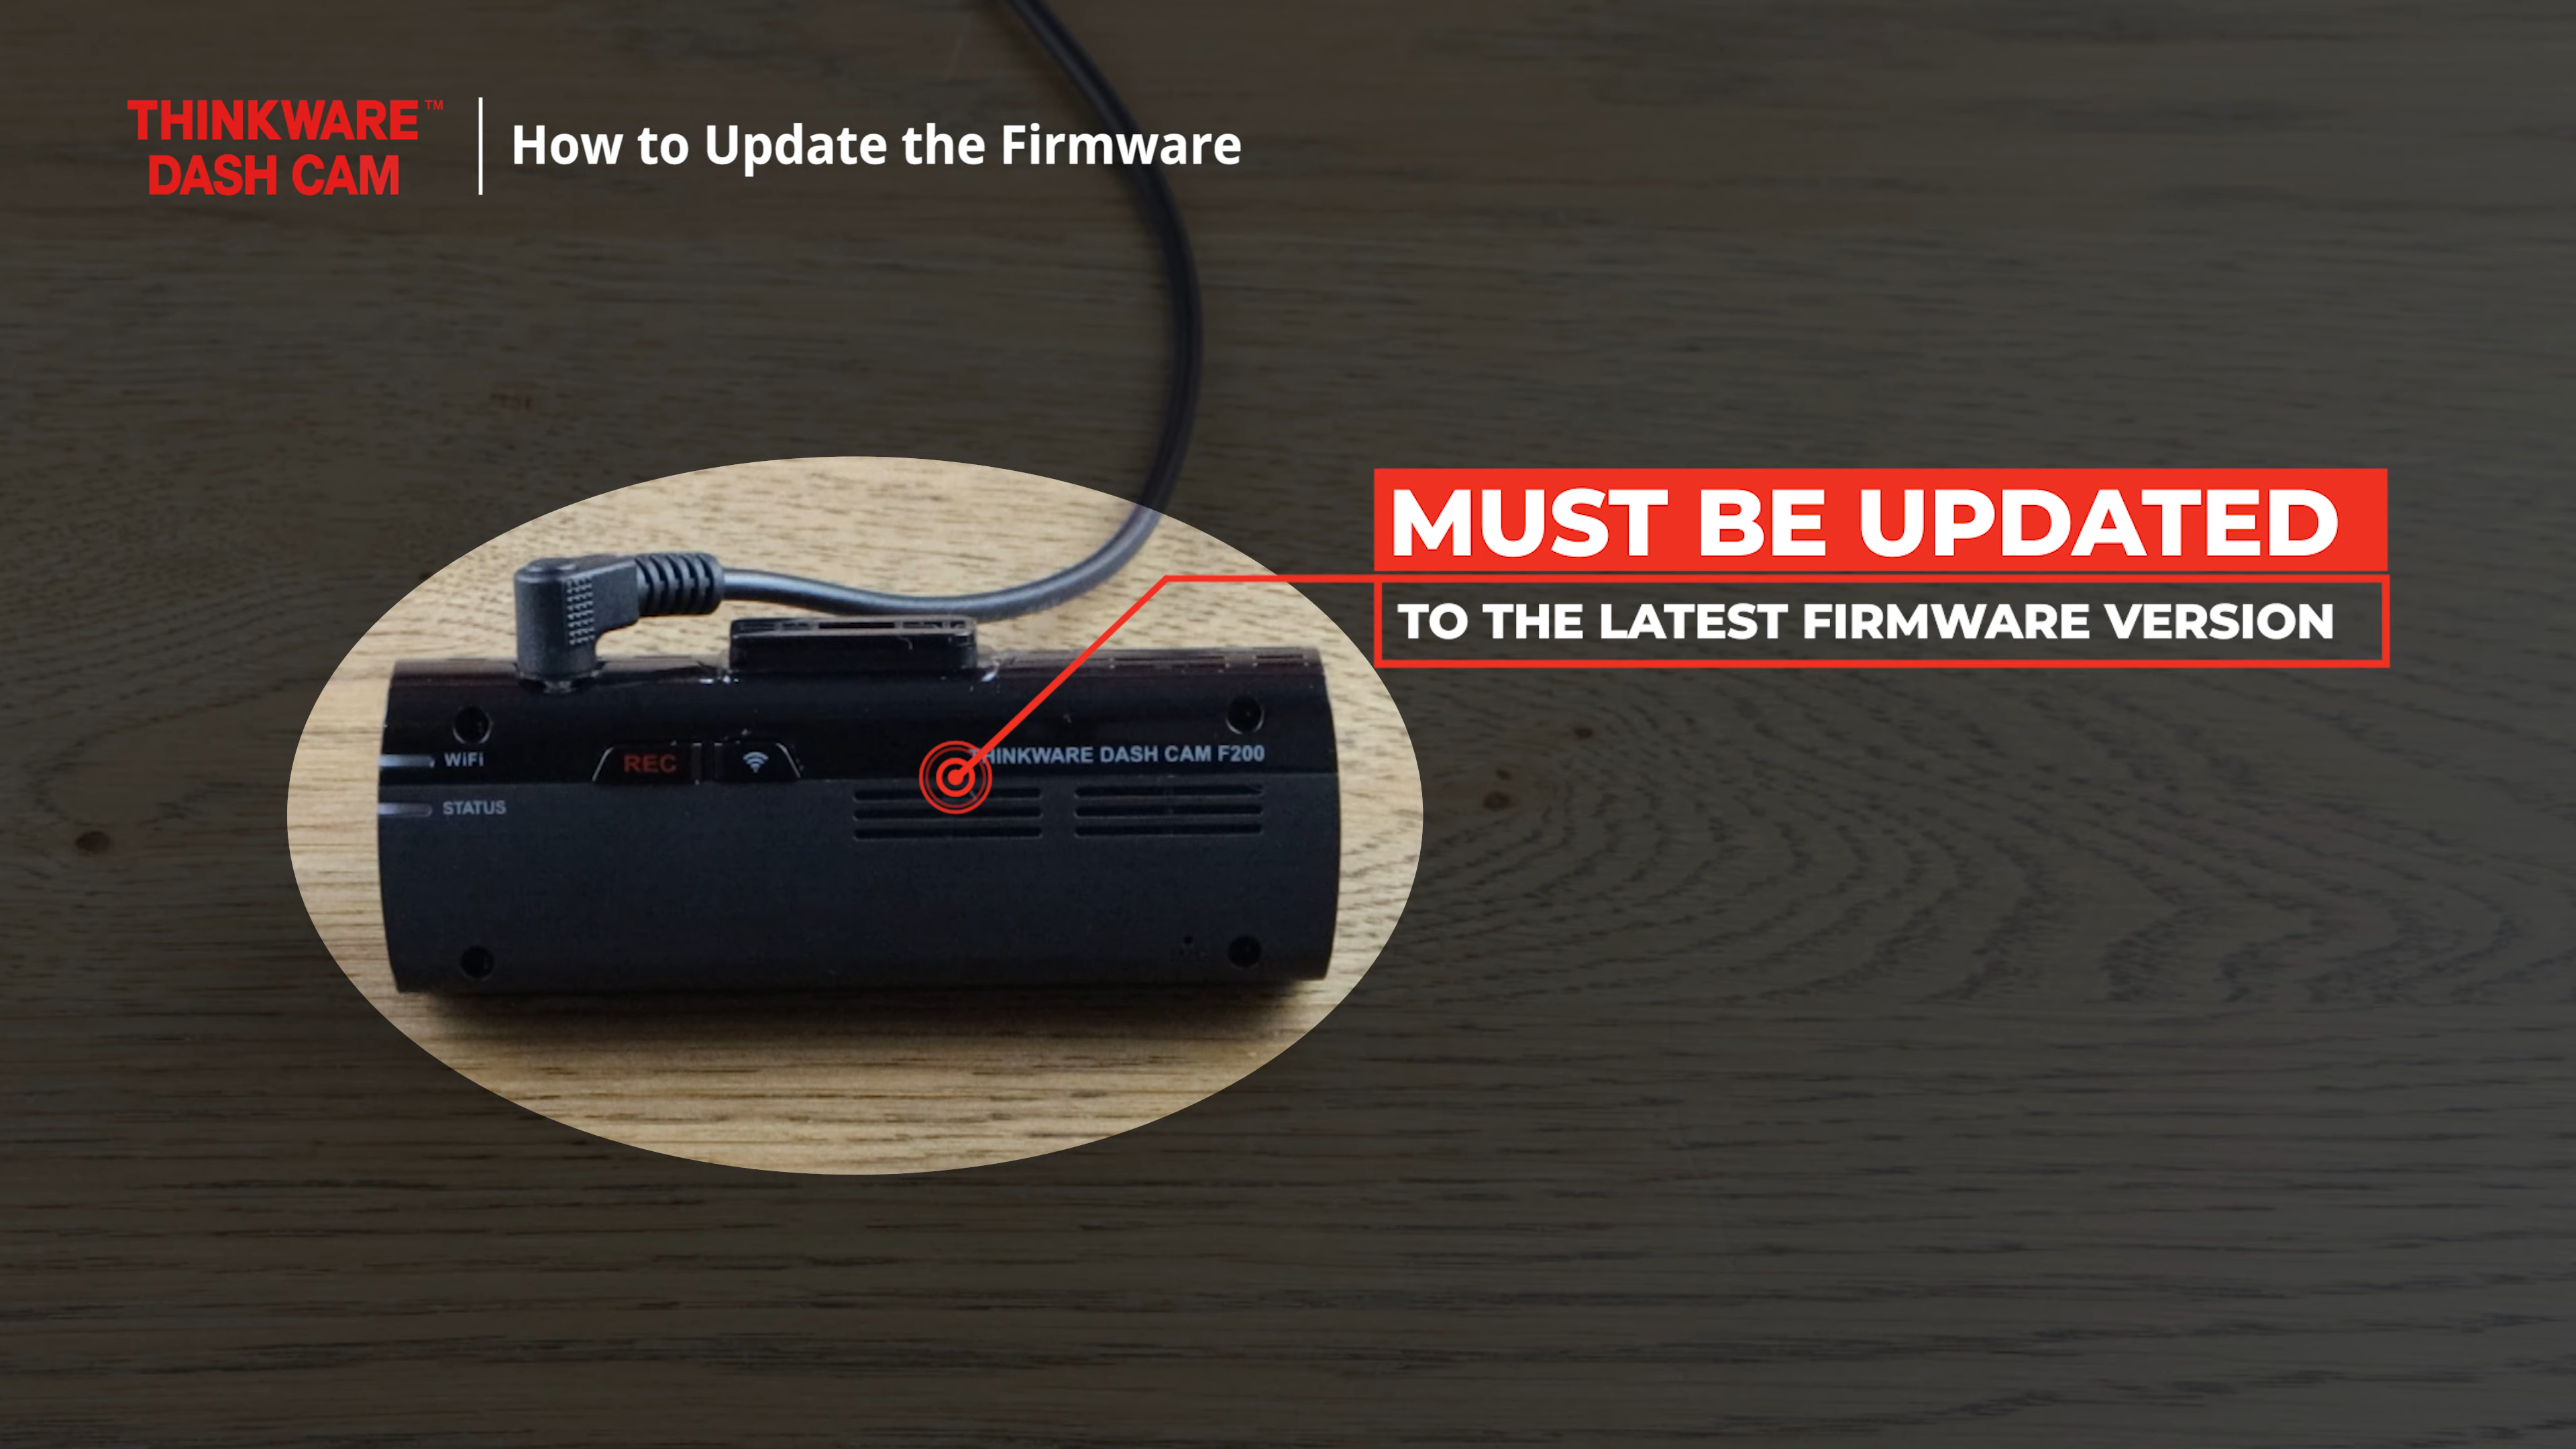 THINKWARE™
DASH CAM
How to Update the Firmware
MUST BE UPDATED
TO THE LATEST FIRMWARE VERSION
WiFi
REC
THINKWARE DASH CAM F200
STATUS